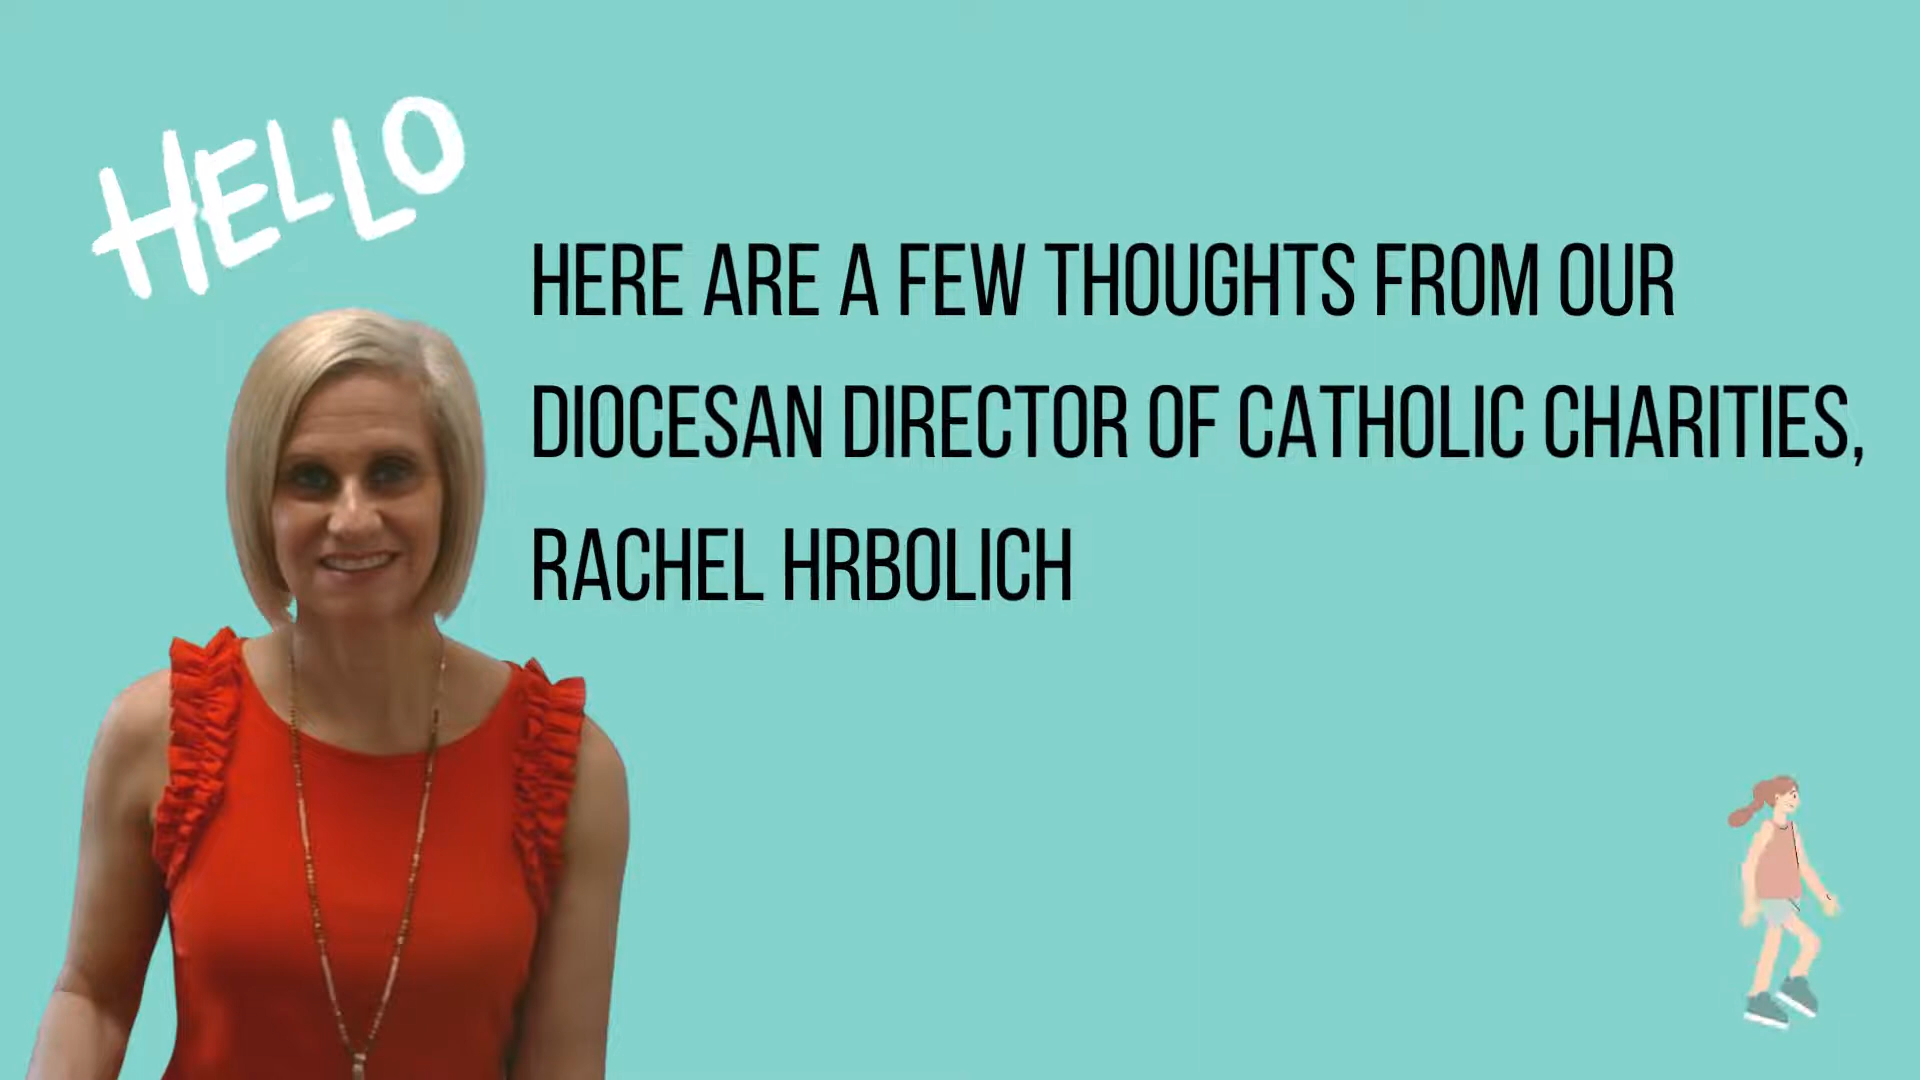 HELLO
HERE ARE A FEW THOUGHTS FROM OUR
DIOCESAN DIRECTOR OF CATHOLIC CHARITIES,
RACHEL HRBOLICH